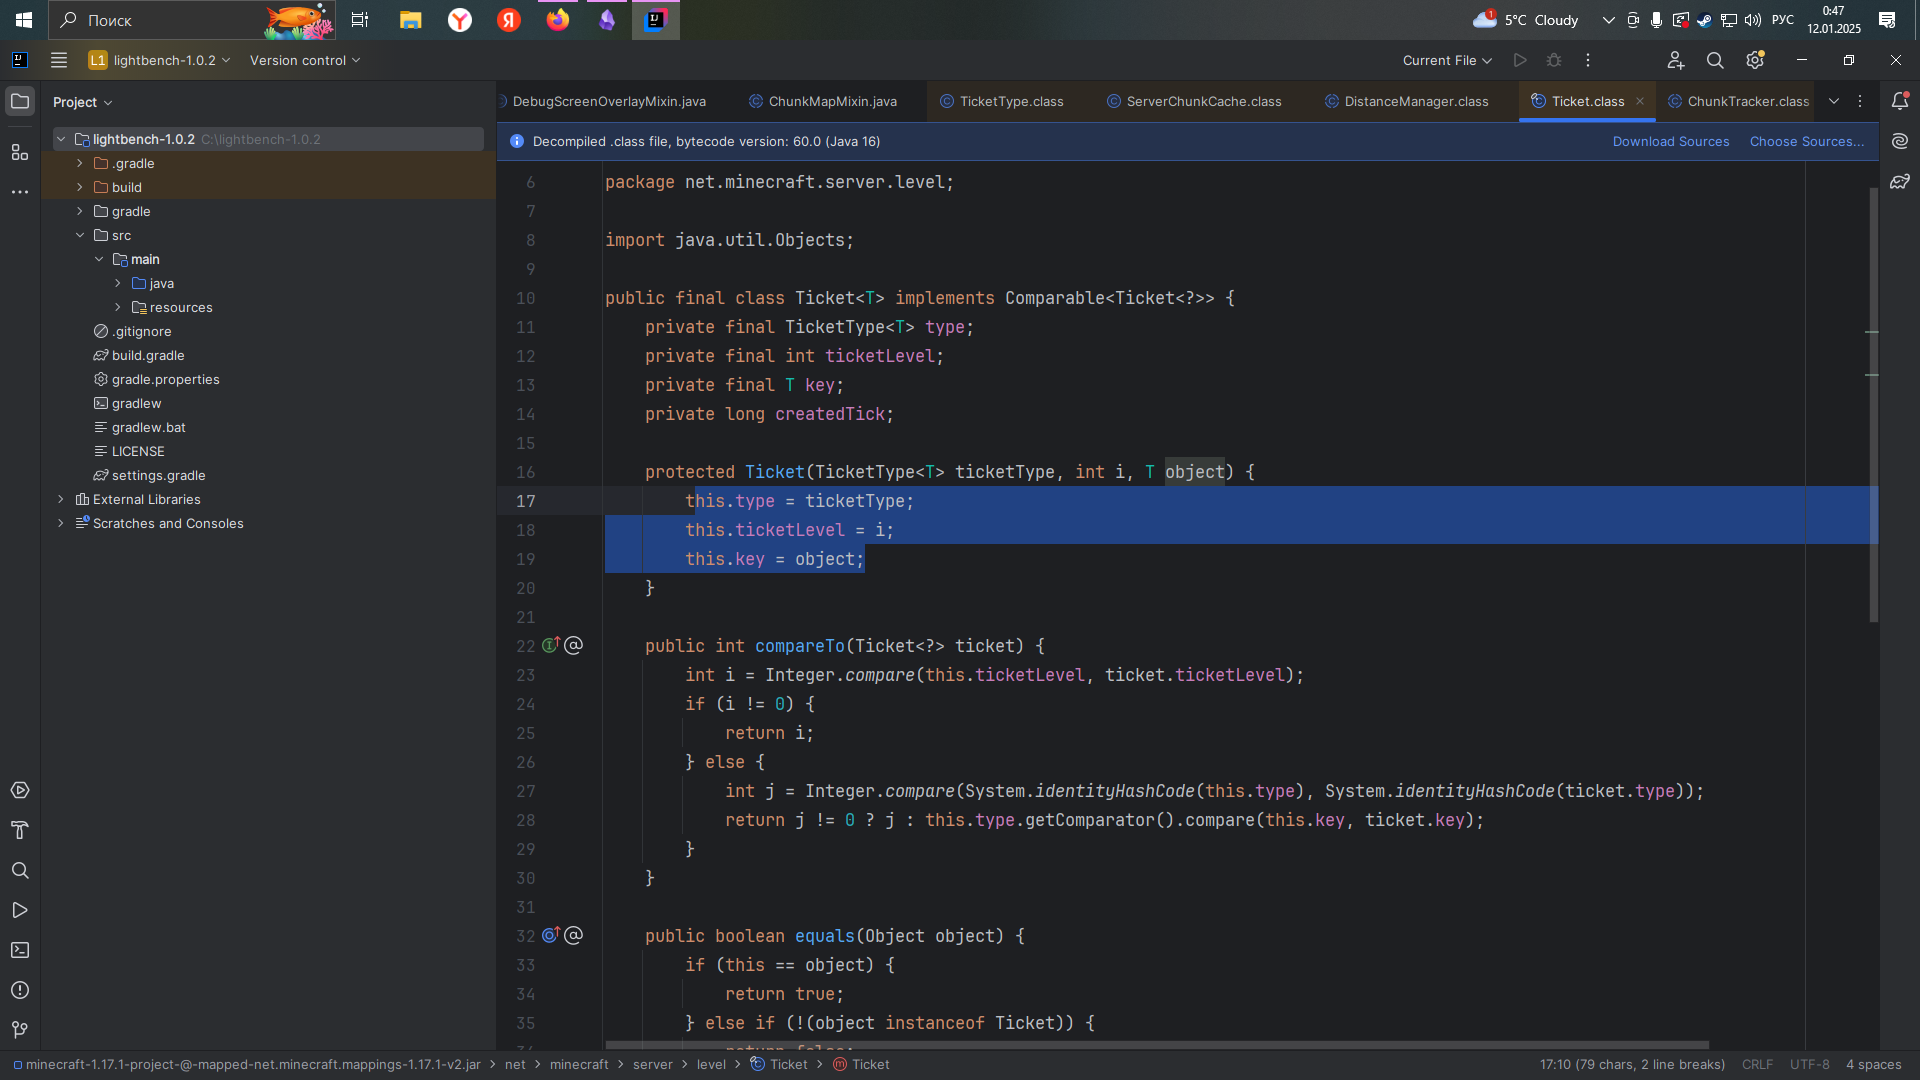 Поиск
5°C Cloudy
РУС
0:47
12.01.2025
L1 lightbench-1.0.2
Version control
Current File
Project
DebugScreenOverlayMixin.java
ChunkMapMixin.java
TicketType.class
ServerChunkCache.class
DistanceManager.class
Ticket.class
ChunkTracker.class
Decompiled .class file, bytecode version: 60.0 (Java 16)
Download Sources
Choose Sources...
lightbench-1.0.2 C:\lightbench-1.0.2
.gradle
build
gradle
src
main
java
resources
.gitignore
build.gradle
gradle.properties
gradlew
gradlew.bat
LICENSE
settings.gradle
External Libraries
Scratches and Consoles
6 package net.minecraft.server.level;
7
8 import java.util.Objects;
9
10 public final class Ticket<T> implements Comparable<Ticket<?>> {
11 private final TicketType<T> type;
12 private final int ticketLevel;
13 private final T key;
14 private long createdTick;
15
16 protected Ticket(TicketType<T> ticketType, int i, T object) {
17 this.type = ticketType;
18 this.ticketLevel = i;
19 this.key = object;
20 }
21
22 public int compareTo(Ticket<?> ticket) {
23 int i = Integer.compare(this.ticketLevel, ticket.ticketLevel);
24 if (i != 0) {
25 return i;
26 } else {
27 int j = Integer.compare(System.identityHashCode(this.type), System.identityHashCode(ticket.type));
28 return j != 0 ? j : this.type.getComparator().compare(this.key, ticket.key);
29 }
30 }
31
32 public boolean equals(Object object) {
33 if (this == object) {
34 return true;
35 } else if (!(object instanceof Ticket)) {
minecraft-1.17.1-project-@-mapped-net.minecraft.mappings-1.17.1-v2.jar > net > minecraft > server > level > Ticket > Ticket
17:10 (79 chars, 2 line breaks)
CRLF
UTF-8
4 spaces